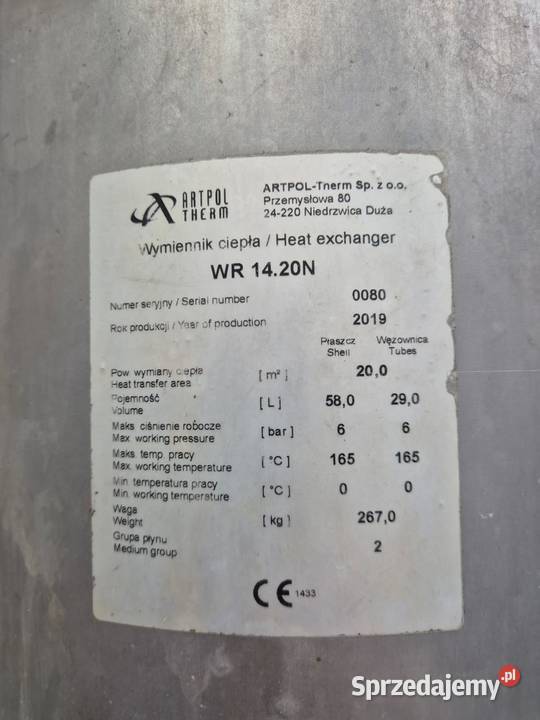 ARTPOL
THERM
ARTPOL-Therm Sp. z o.o.
Przemysłowa 80
24-220 Niedrzwica Duża
Wymiennik ciepła / Heat exchanger
WR 14.20N
Numer seryjny / Serial number 0080
Rok produkcji / Year of production 2019
Płaszcz Wężownica
Shell Tubes
Pow wymiany ciepła
Heat transfer area [ m² ] 20,0
Pojemność
Volume [ L ] 58,0 29,0
Maks ciśnienie robocze
Max. working pressure [ bar ] 6 6
Maks. temp. pracy
Max. working temperature [ °C ] 165 165
Min. temperatura pracy
Min. working temperature [ °C ] 0 0
Waga
Weight [ kg ] 267,0
Grupa płynu
Medium group 2
CE 1433
Sprzedajemy.pl